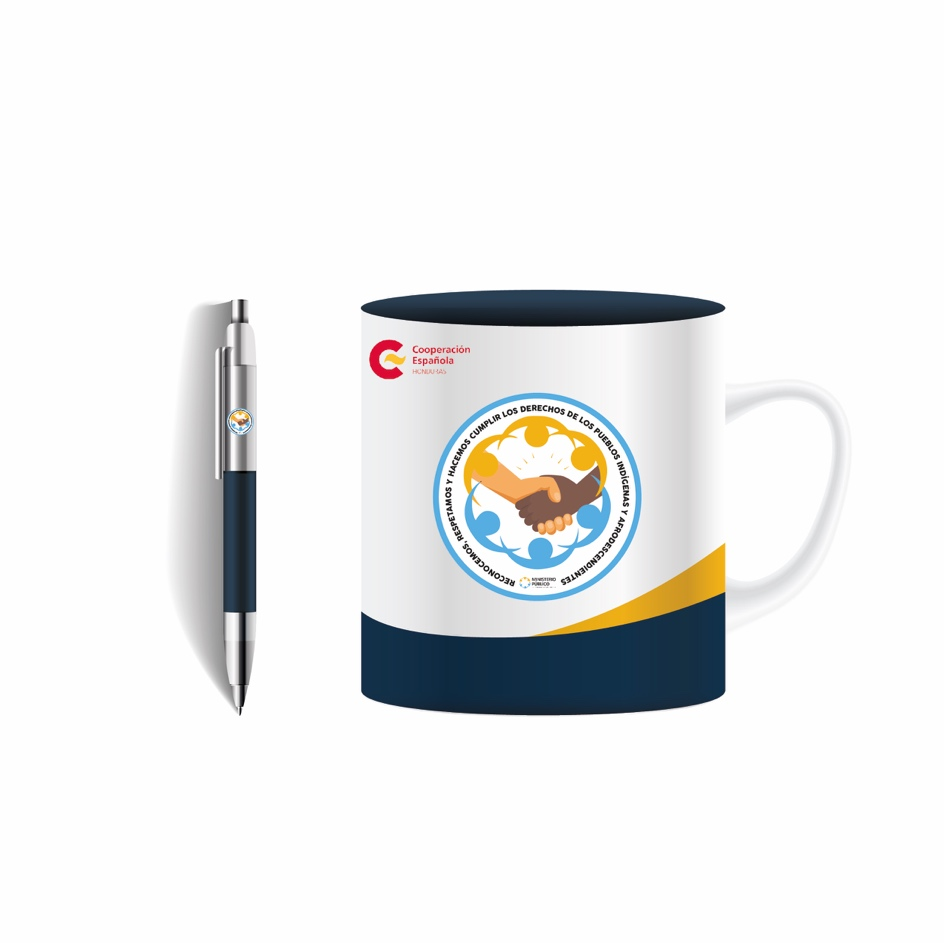 Cooperación
Española
HONDURAS
RECONOCEMOS, RESPETAMOS Y HACEMOS CUMPLIR LOS DERECHOS DE LOS PUEBLOS INDÍGENAS Y AFRODESCENDIENTES
MINISTERIO
PÚBLICO